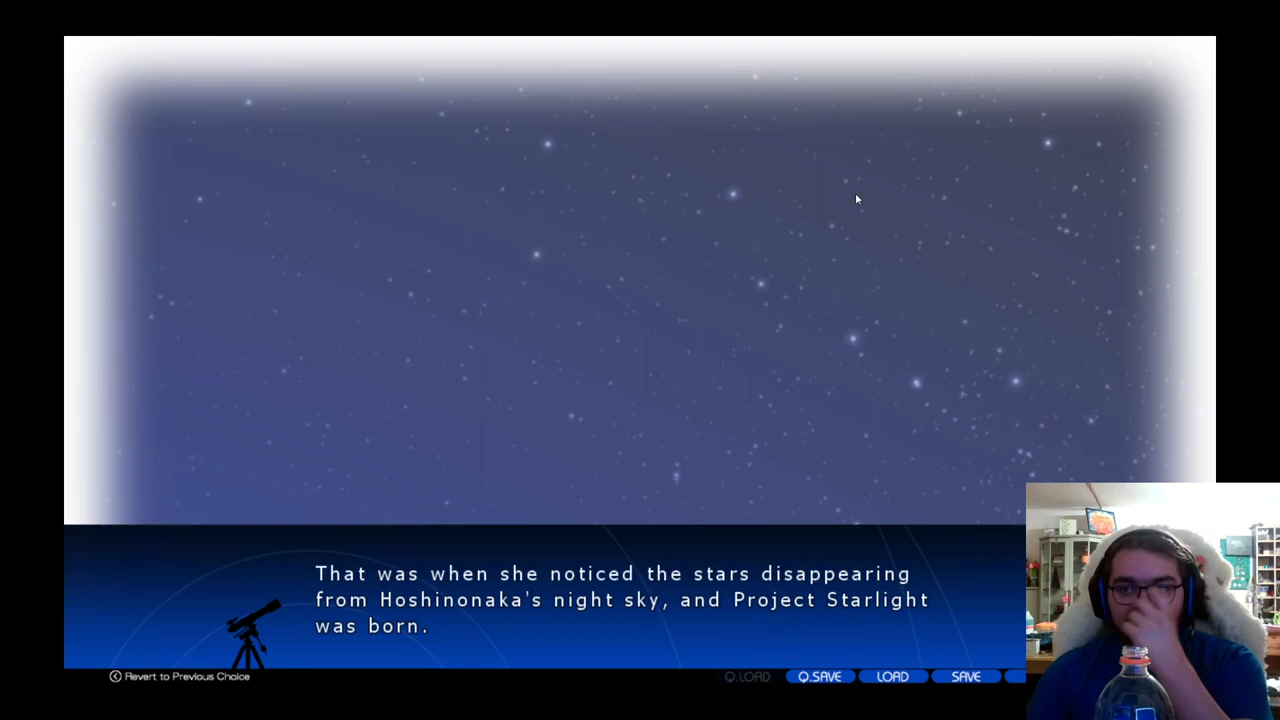 That was when she noticed the stars disappearing
from Hoshinonaka's night sky, and Project Starlight
was born.
Revert to Previous Choice
Q.LOAD
Q.SAVE
LOAD
SAVE